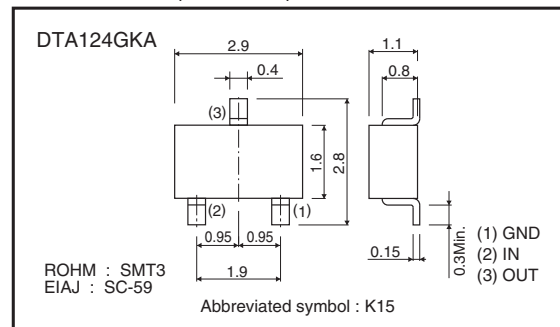 DTA124GKA
2.9
0.4
1.1
0.8
(3)
1.6
2.8
(2)
(1)
0.95
0.95
1.9
0.15
0.3Min.
(1) GND
(2) IN
(3) OUT
ROHM : SMT3
EIAJ : SC-59
Abbreviated symbol : K15